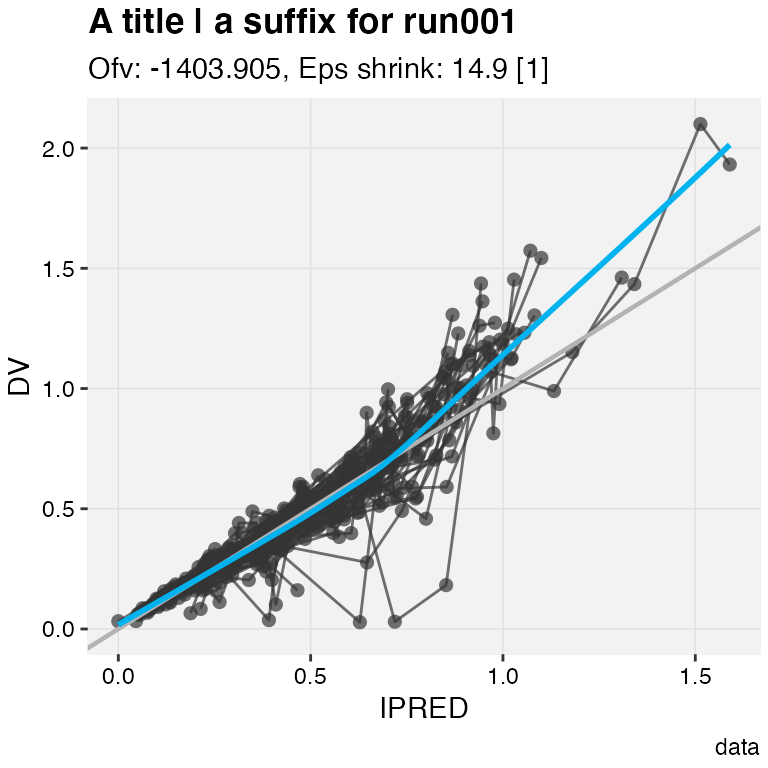 A title | a suffix for run001
Ofv: -1403.905, Eps shrink: 14.9 [1]
DV
2.0
1.5
1.0
0.5
0.0
0.0 0.5 1.0 1.5
IPRED
data